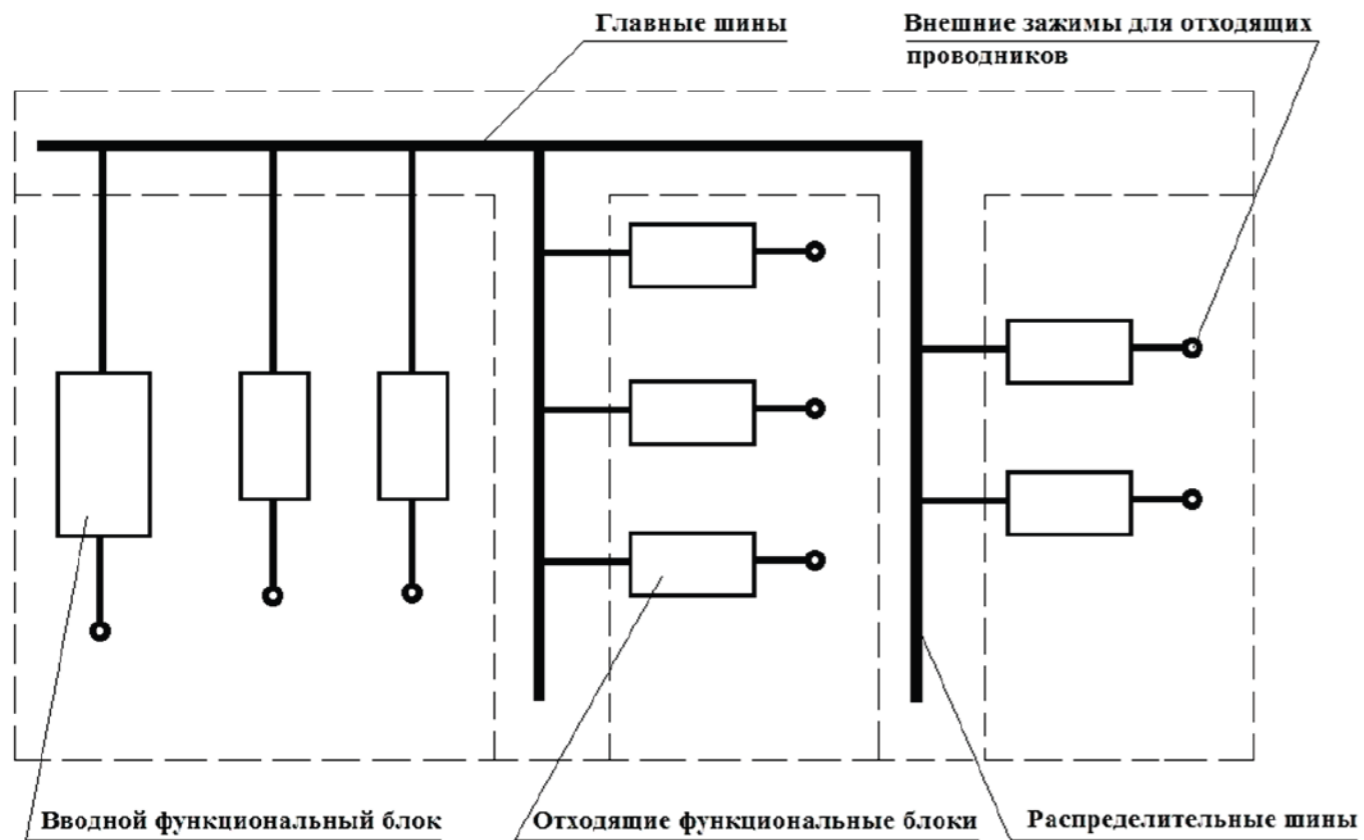 Главные шины
Внешние зажимы для отходящих
проводников
Вводной функциональный блок
Отходящие функциональные блоки
Распределительные шины